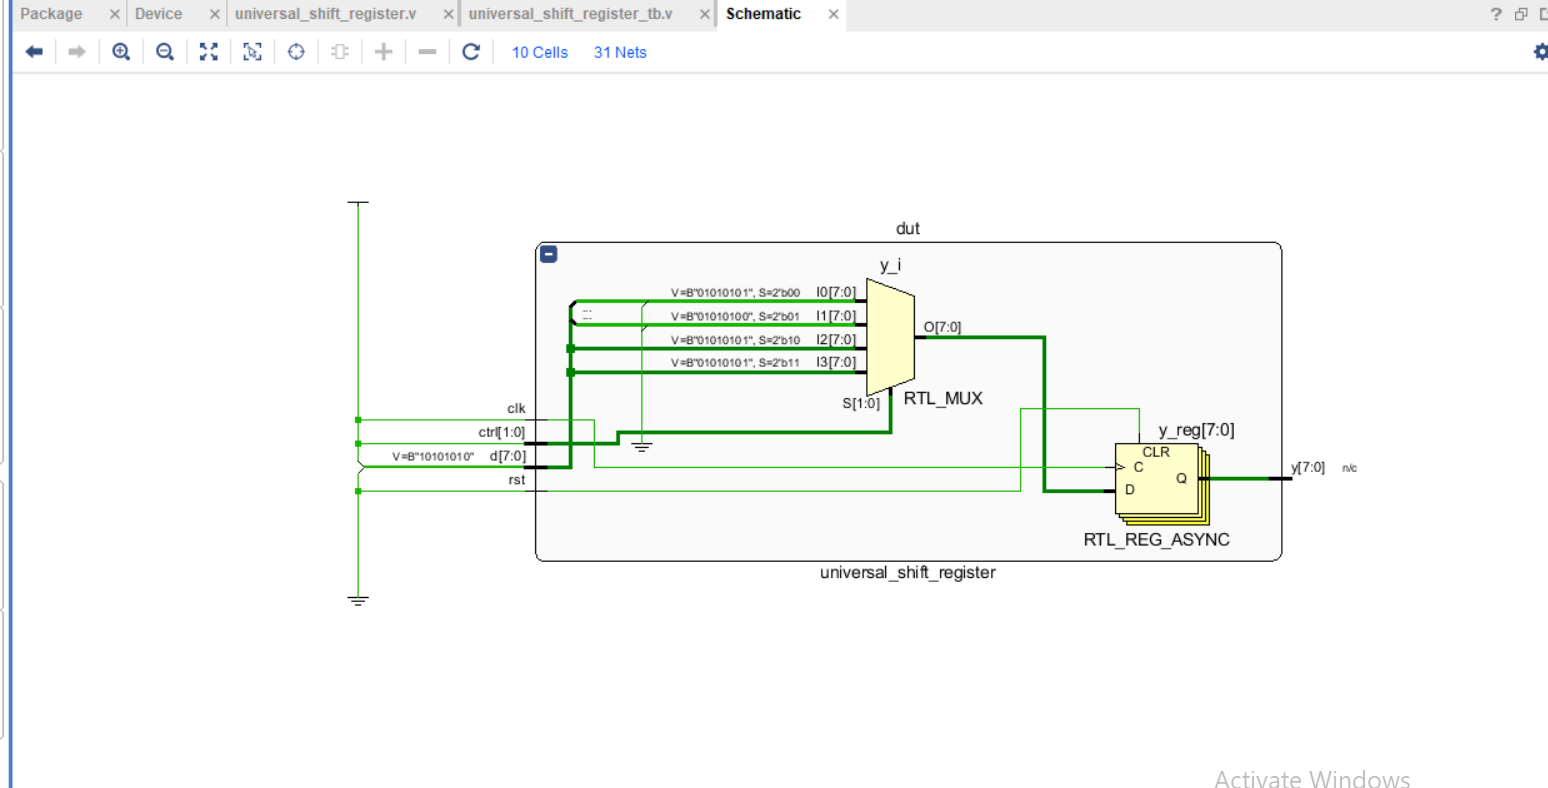 Package Device universal_shift_register.v universal_shift_register_tb.v Schematic ?
10 Cells 31 Nets
dut
y_i
V=B"01010101", S=2'b00 I0[7:0]
V=B"01010100", S=2'b01 I1[7:0]
V=B"01010101", S=2'b10 I2[7:0]
V=B"01010101", S=2'b11 I3[7:0]
O[7:0]
S[1:0] RTL_MUX
clk
ctrl[1:0]
V=B"10101010" d[7:0]
rst
y_reg[7:0]
CLR
C
Q
D
y[7:0] n/c
RTL_REG_ASYNC
universal_shift_register
Activate Windows